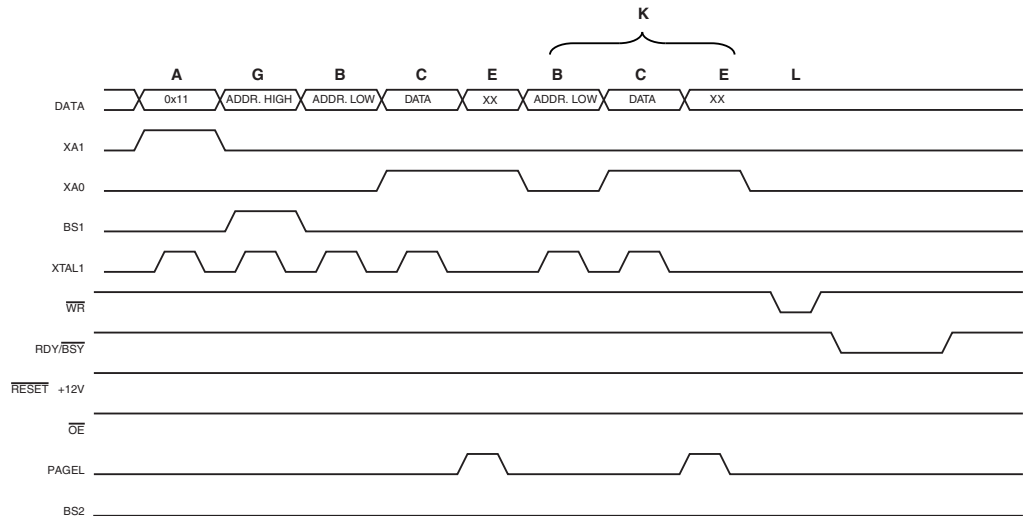 K
A G B C E B C E L
DATA 0x11 ADDR. HIGH ADDR. LOW DATA XX ADDR. LOW DATA XX
XA1
XA0
BS1
XTAL1
WR
RDY/BSY
RESET +12V
OE
PAGEL
BS2